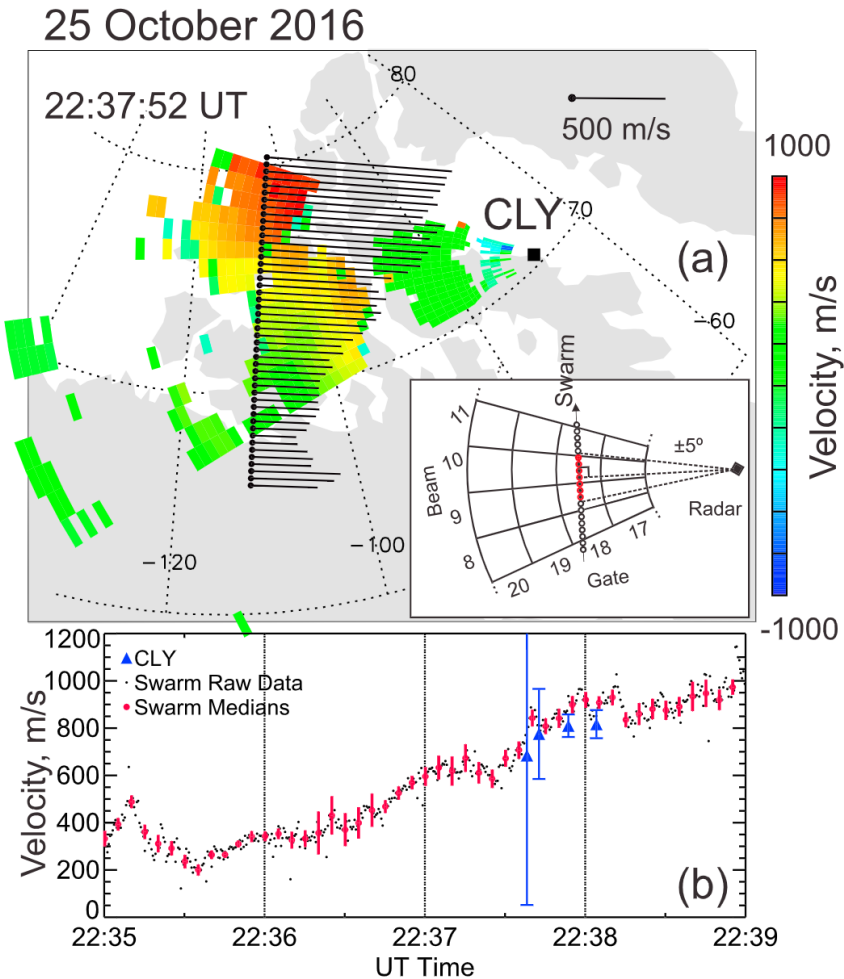 25 October 2016
22:37:52 UT
80
500 m/s
1000
CLY
70
(a)
-60
Velocity, m/s
Swarm
11
10
Beam
9
8
±5º
Radar
17
18
19
20
Gate
-120
-100
-1000
1200
1000
800
600
400
200
0
Velocity, m/s
CLY
Swarm Raw Data
Swarm Medians
(b)
22:35
22:36
22:37
22:38
22:39
UT Time